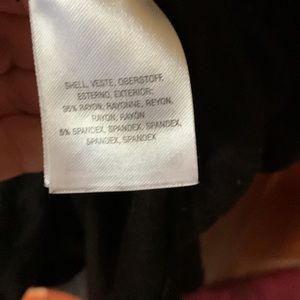 SHELL, VESTE, OBERSTOFF,
ESTERNO, EXTERIOR:
95% RAYON, RAYONNE, REYON,
RAYON, RAYON
5% SPANDEX, SPANDEX, SPANDEX,
SPANDEX, SPANDEX